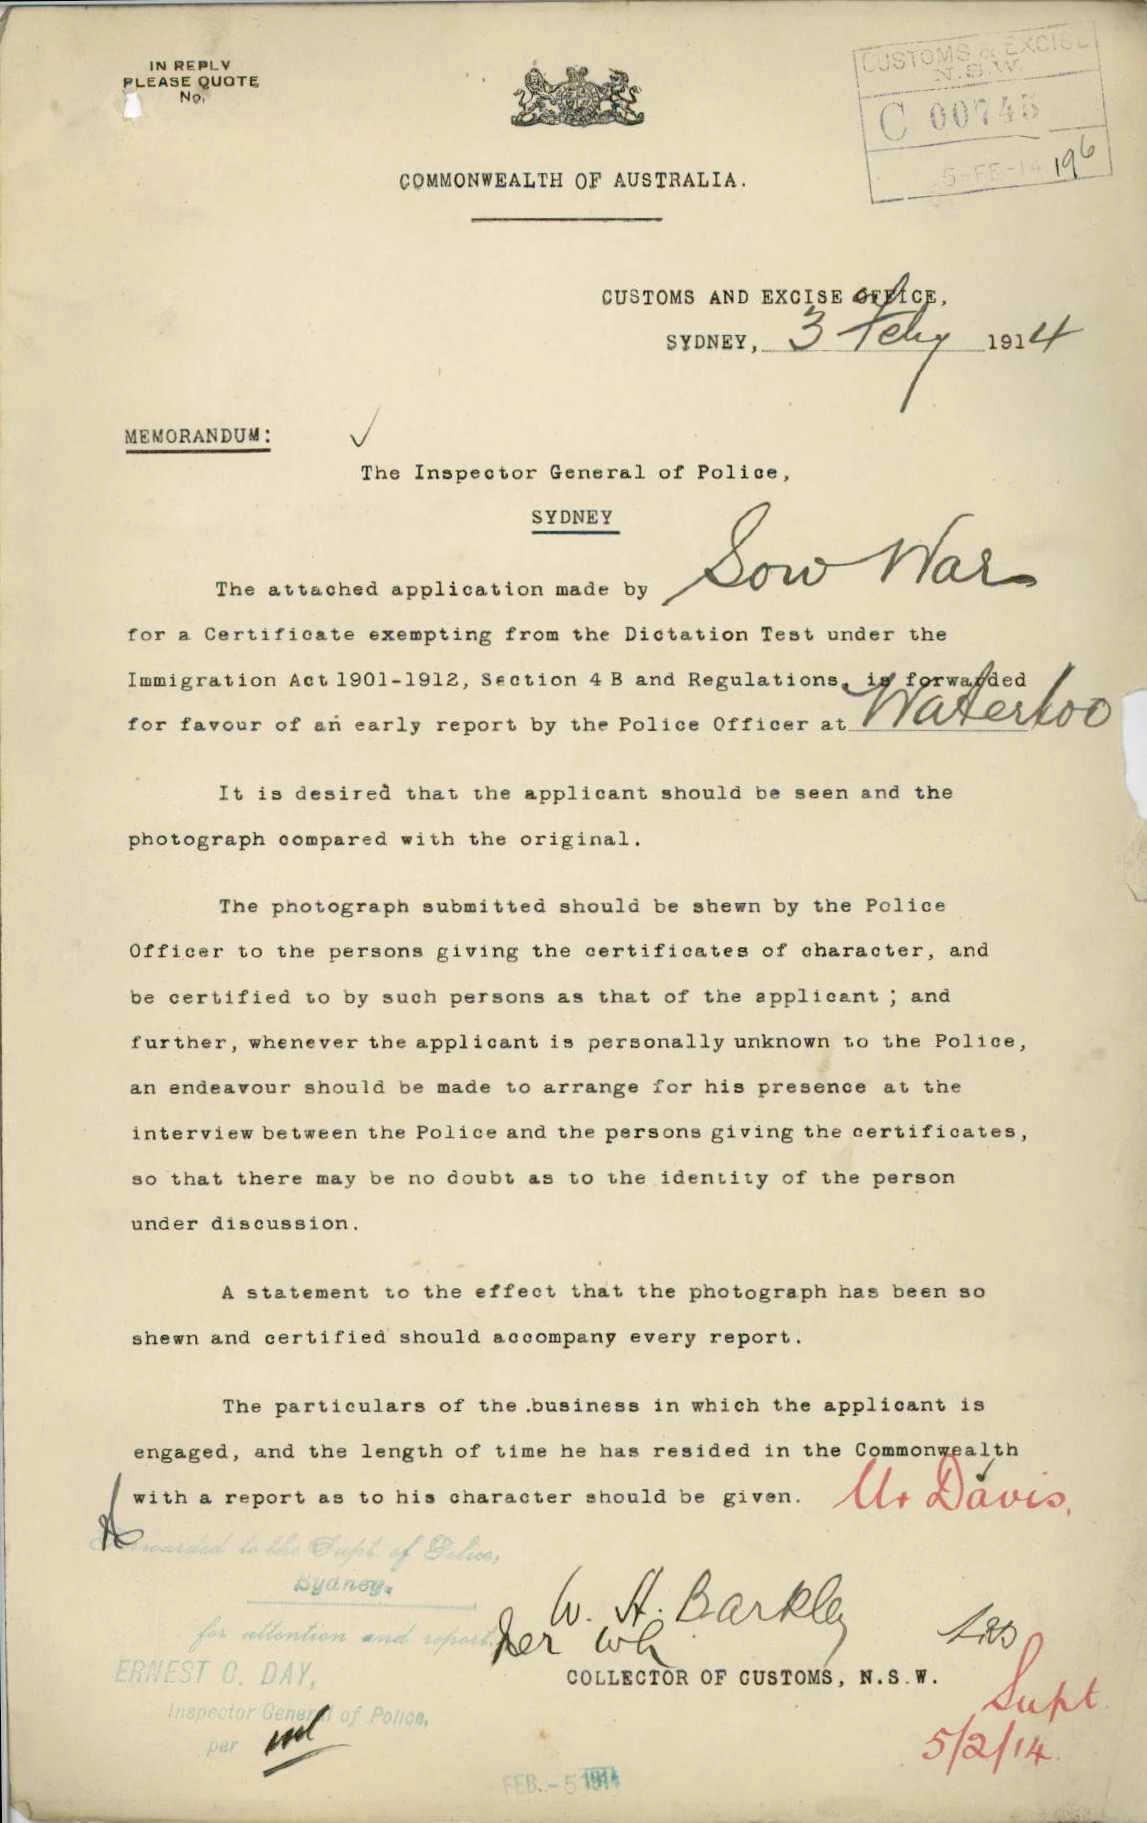 IN REPLY
PLEASE QUOTE
No.
CUSTOMS & EXCISE
N.S.W.
C 00745
5-FE-14 196
COMMONWEALTH OF AUSTRALIA.
CUSTOMS AND EXCISE OFFICE,
SYDNEY, 3 Feby 1914
MEMORANDUM:
The Inspector General of Police,
SYDNEY
The attached application made by Sow War
for a Certificate exempting from the Dictation Test under the
Immigration Act 1901-1912, Section 4 B and Regulations, is forwarded
for favour of an early report by the Police Officer at Waterloo
It is desired that the applicant should be seen and the
photograph compared with the original.
The photograph submitted should be shewn by the Police
Officer to the persons giving the certificates of character, and
be certified to by such persons as that of the applicant ; and
further, whenever the applicant is personally unknown to the Police,
an endeavour should be made to arrange for his presence at the
interview between the Police and the persons giving the certificates,
so that there may be no doubt as to the identity of the person
under discussion.
A statement to the effect that the photograph has been so
shewn and certified should accompany every report.
The particulars of the .business in which the applicant is
engaged, and the length of time he has resided in the Commonwealth
with a report as to his character should be given.
Mr Davis.
Forwarded to the Supt. of Police,
Sydney.
for attention and report.
ERNEST C. DAY,
Inspector General of Police,
per
W. H. Barkley
per
COLLECTOR OF CUSTOMS, N.S.W.
Supt.
5/2/14.
FEB. - 5 1914